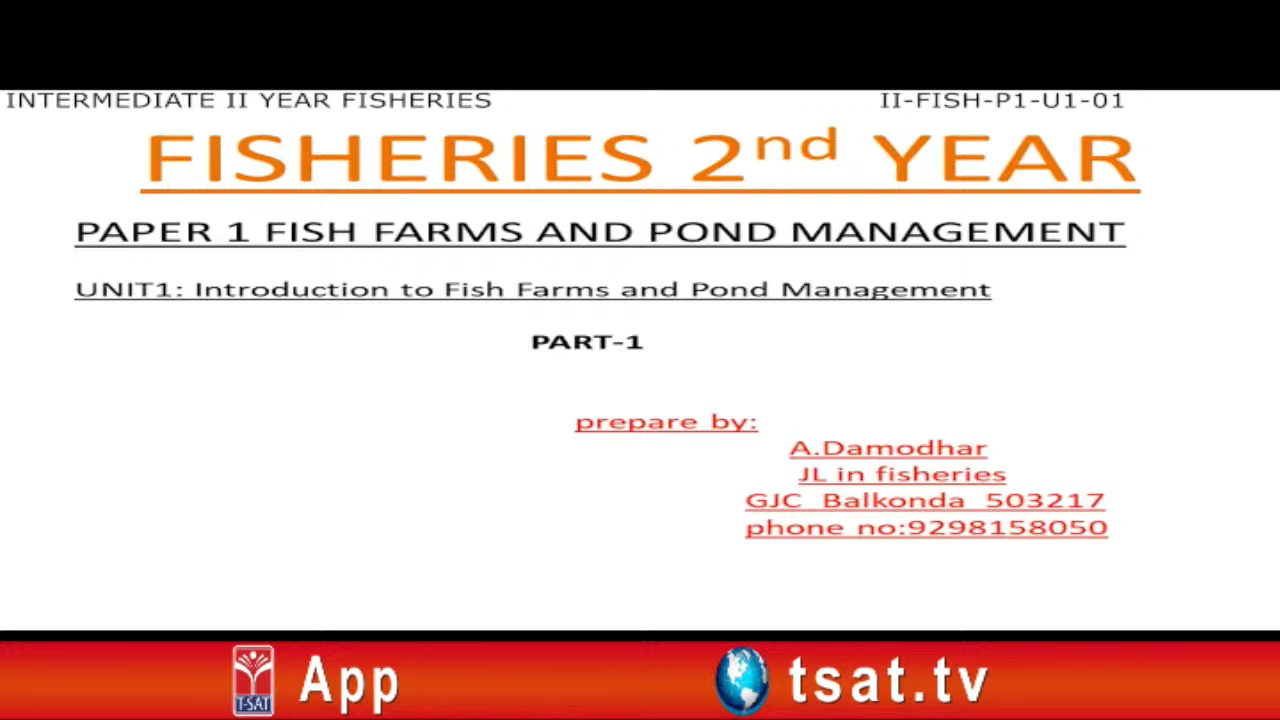 INTERMEDIATE II YEAR FISHERIES II-FISH-P1-U1-01
FISHERIES 2nd YEAR
PAPER 1 FISH FARMS AND POND MANAGEMENT
UNIT1: Introduction to Fish Farms and Pond Management
PART-1
prepare by:
A.Damodhar
JL in fisheries
GJC Balkonda 503217
phone no:9298158050
T-SAT App tsat.tv